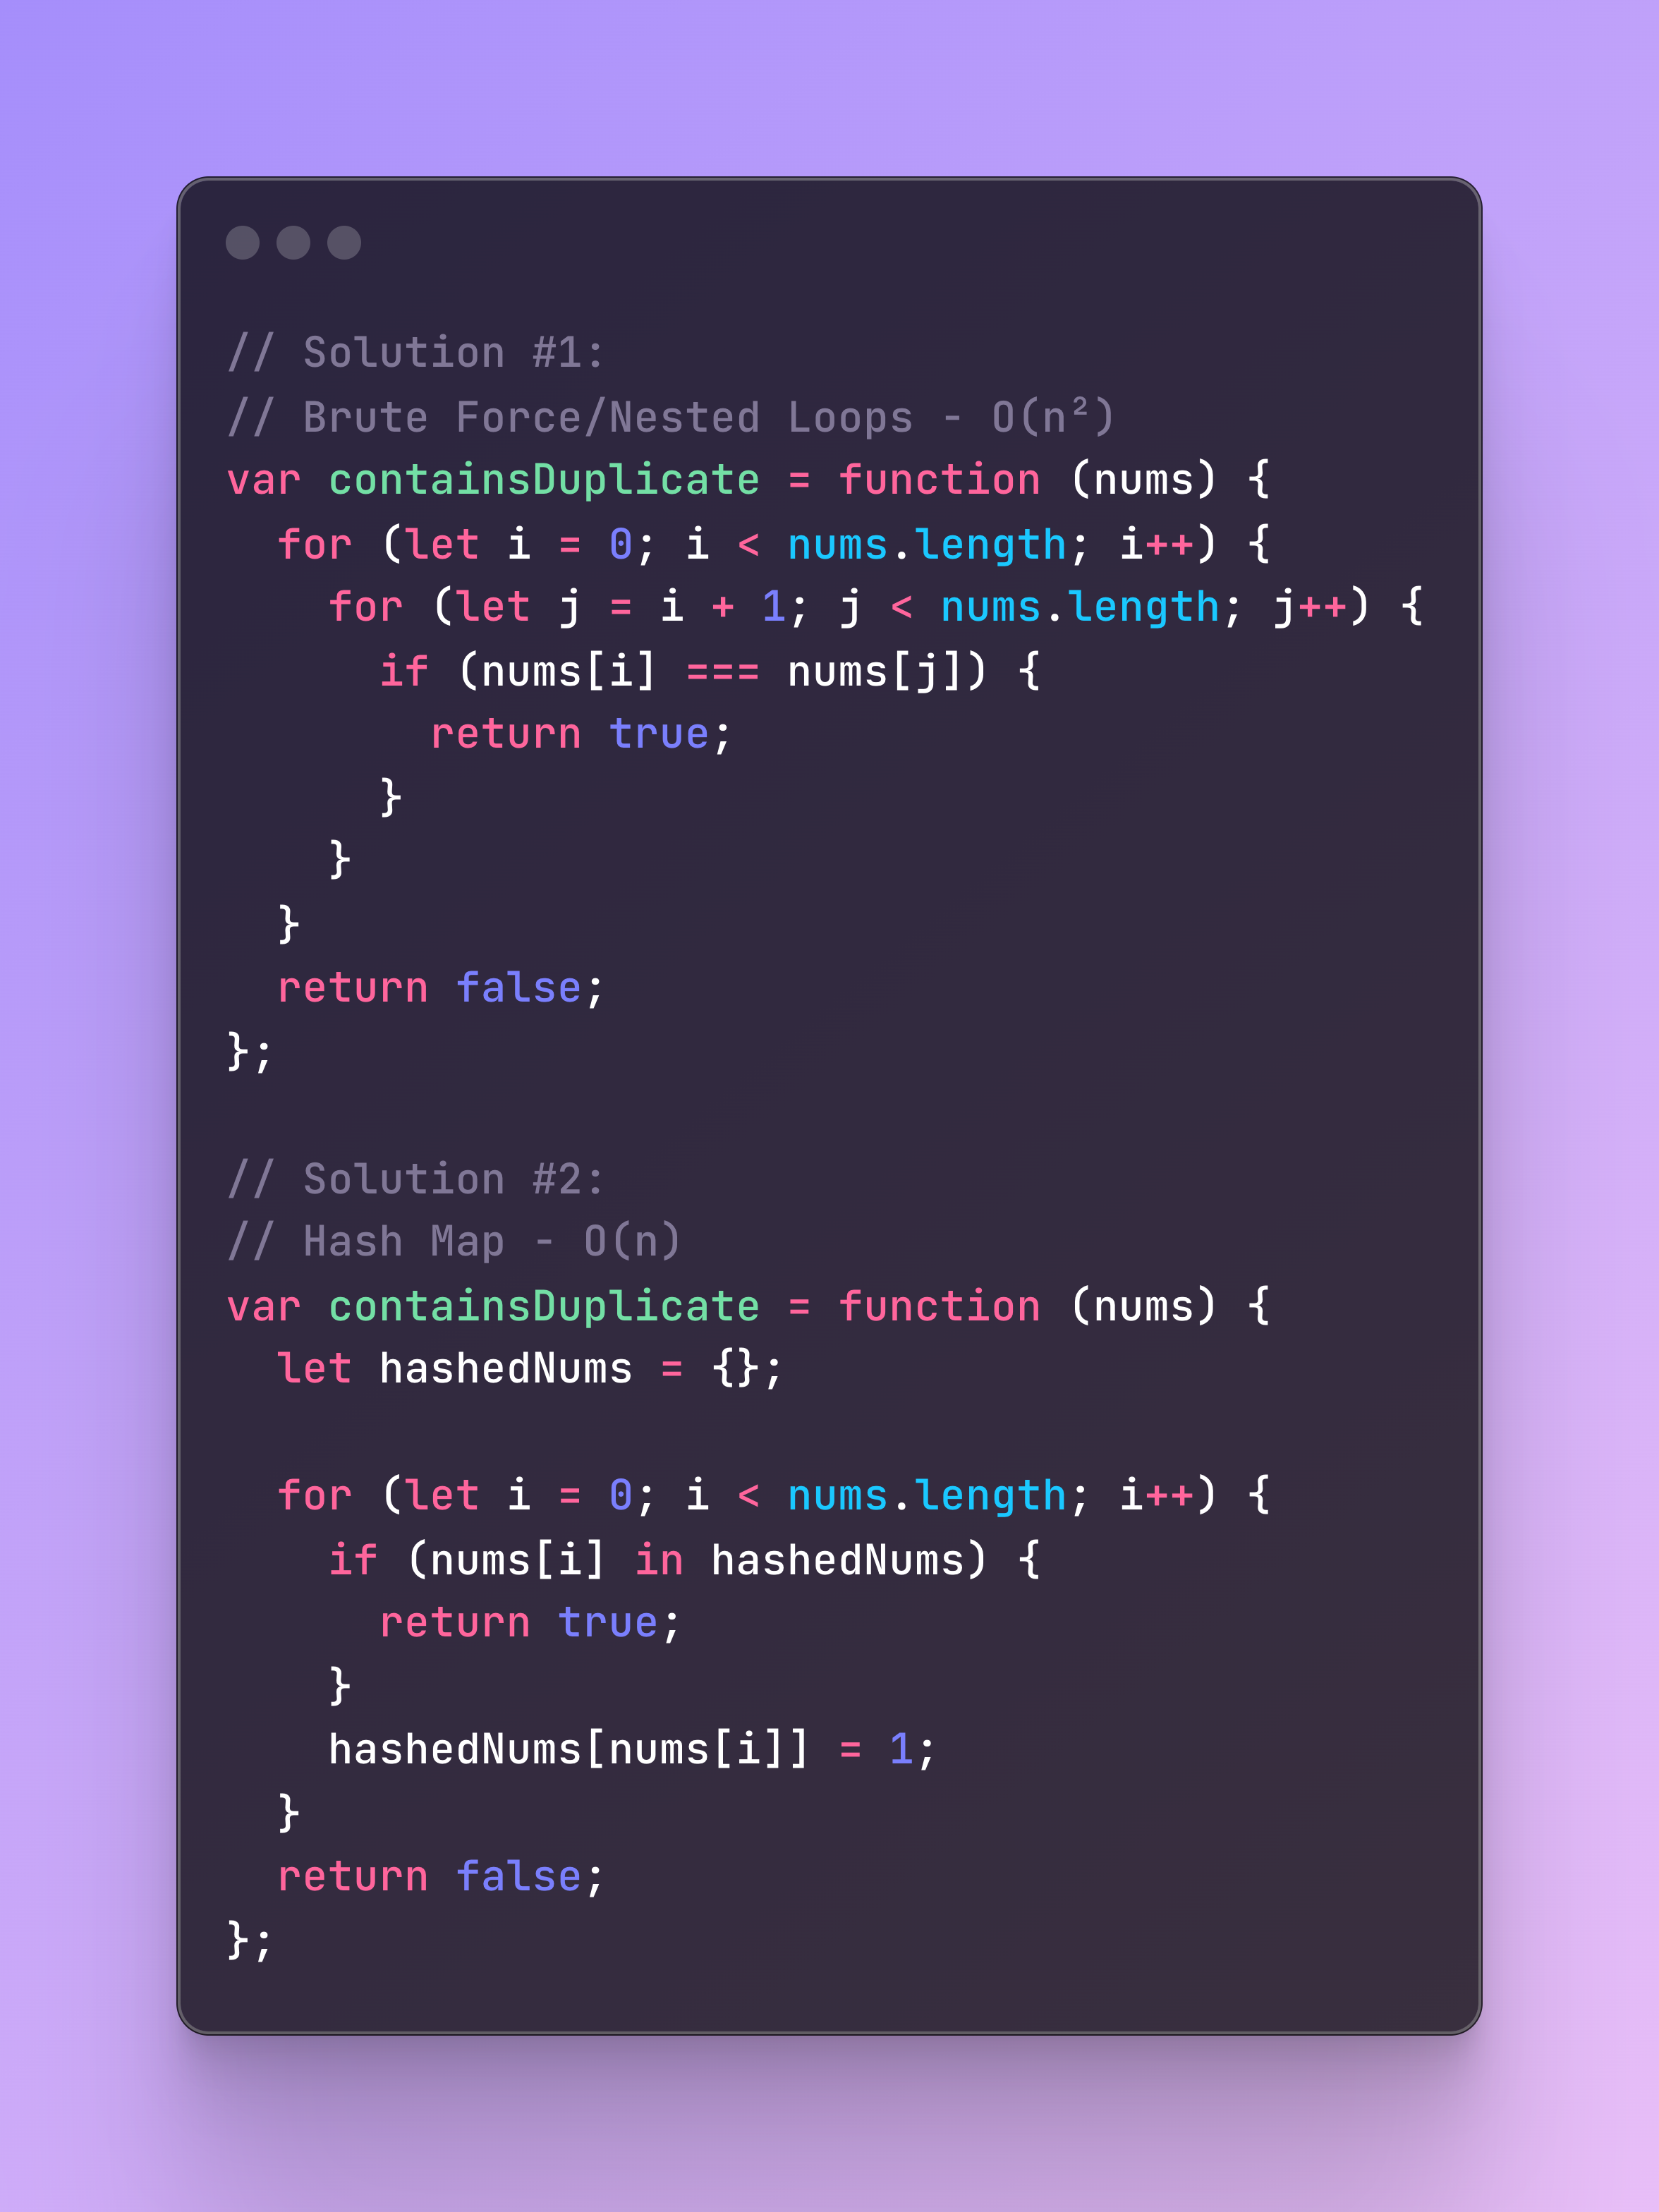 // Solution #1:
// Brute Force/Nested Loops - O(n²)
var containsDuplicate = function (nums) {
  for (let i = 0; i < nums.length; i++) {
    for (let j = i + 1; j < nums.length; j++) {
      if (nums[i] === nums[j]) {
        return true;
      }
    }
  }
  return false;
};

// Solution #2:
// Hash Map - O(n)
var containsDuplicate = function (nums) {
  let hashedNums = {};

  for (let i = 0; i < nums.length; i++) {
    if (nums[i] in hashedNums) {
      return true;
    }
    hashedNums[nums[i]] = 1;
  }
  return false;
};